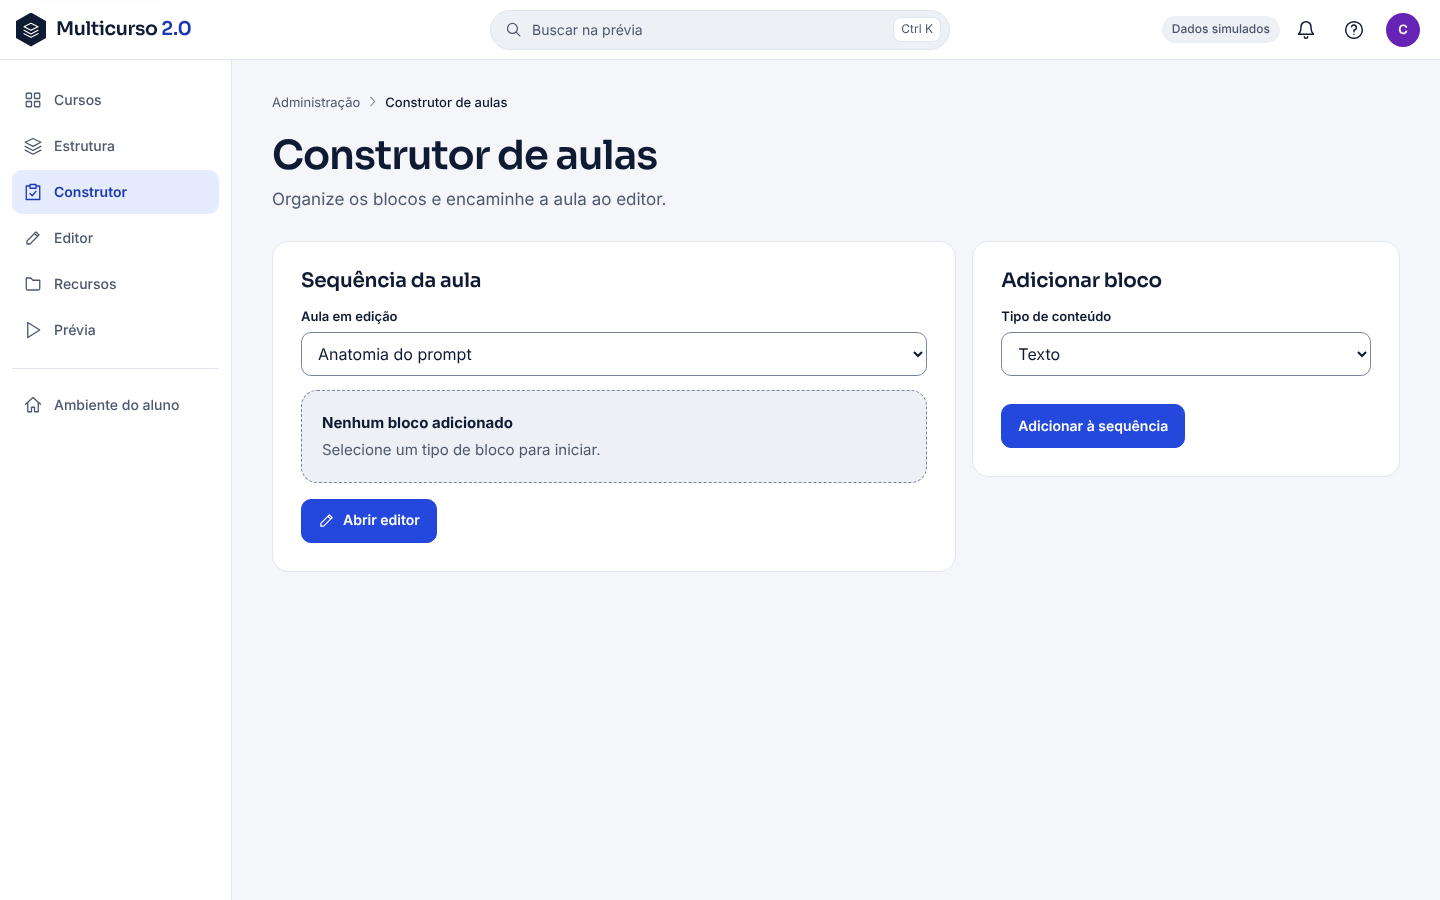 Multicurso 2.0
Buscar na prévia
Ctrl K
Dados simulados
C
Cursos
Estrutura
Construtor
Editor
Recursos
Prévia
Ambiente do aluno
Administração
Construtor de aulas
Construtor de aulas
Organize os blocos e encaminhe a aula ao editor.
Sequência da aula
Aula em edição
Anatomia do prompt
Nenhum bloco adicionado
Selecione um tipo de bloco para iniciar.
Abrir editor
Adicionar bloco
Tipo de conteúdo
Texto
Adicionar à sequência